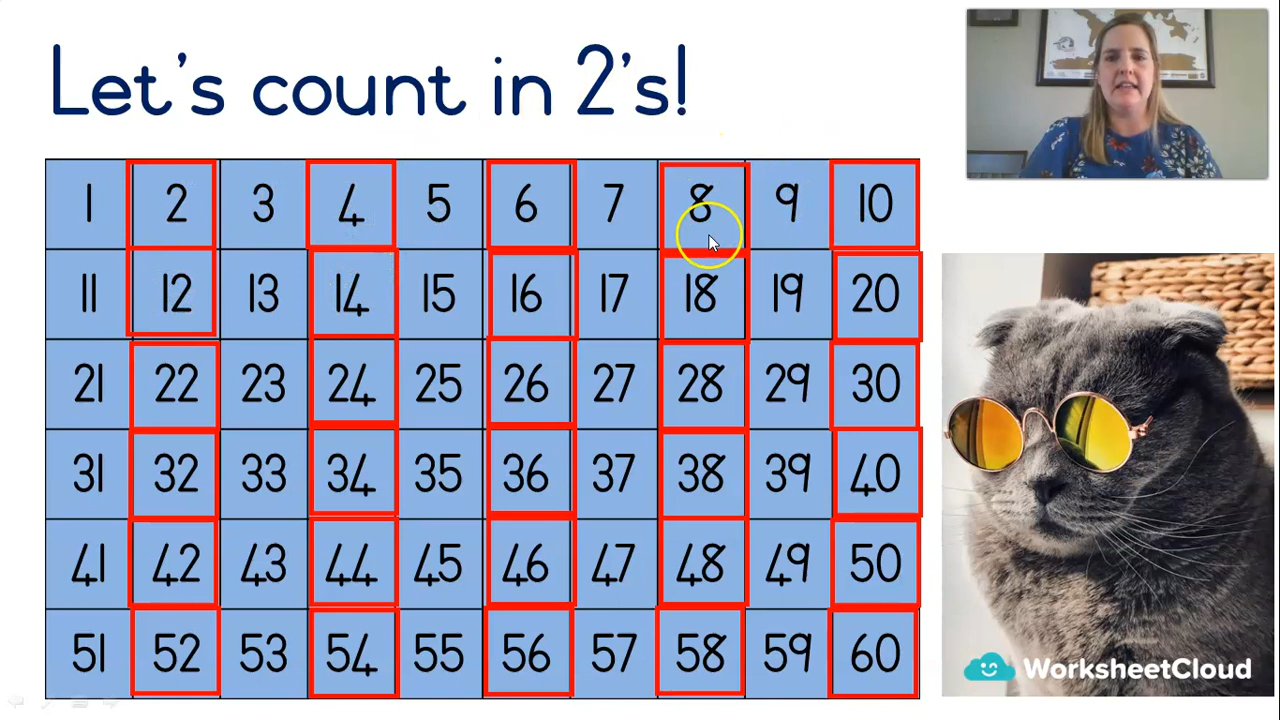 Let's count in 2's!
1 2 3 4 5 6 7 8 9 10
11 12 13 14 15 16 17 18 19 20
21 22 23 24 25 26 27 28 29 30
31 32 33 34 35 36 37 38 39 40
41 42 43 44 45 46 47 48 49 50
51 52 53 54 55 56 57 58 59 60
WorksheetCloud